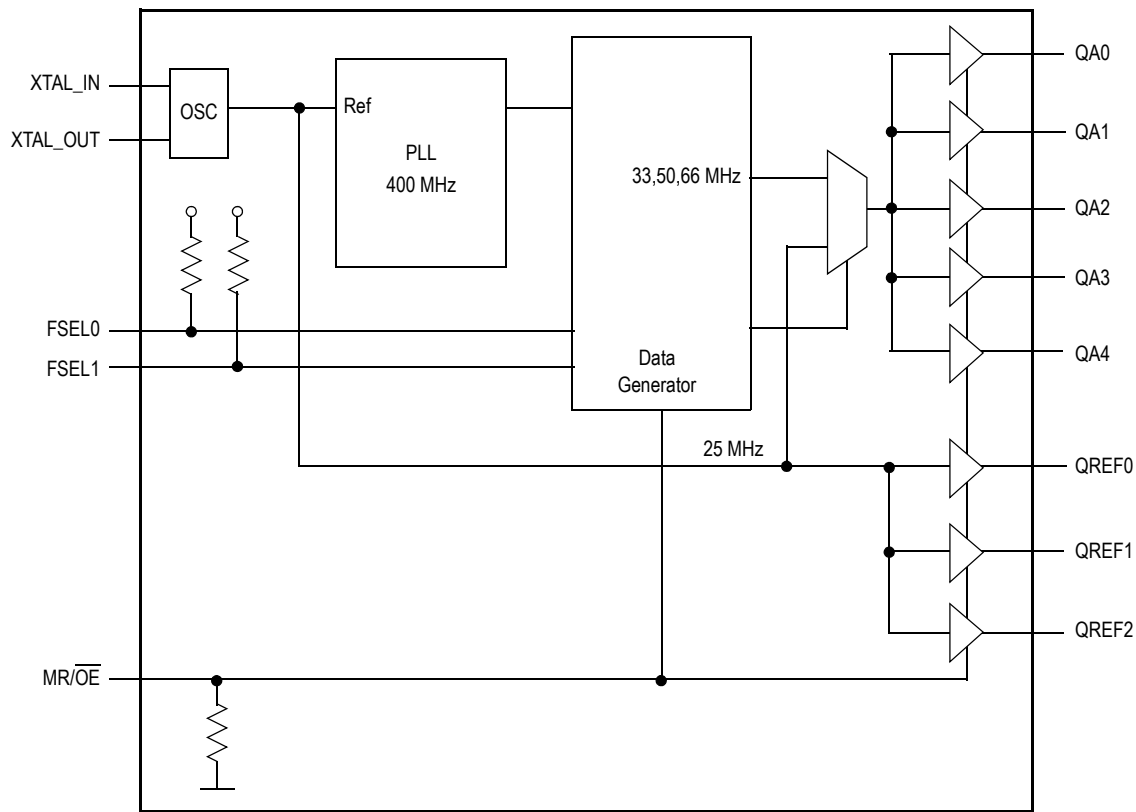 XTAL_IN
XTAL_OUT
OSC
Ref
PLL
400 MHz
33,50,66 MHz
Data
Generator
FSEL0
FSEL1
25 MHz
MR/O̅E̅
QA0
QA1
QA2
QA3
QA4
QREF0
QREF1
QREF2